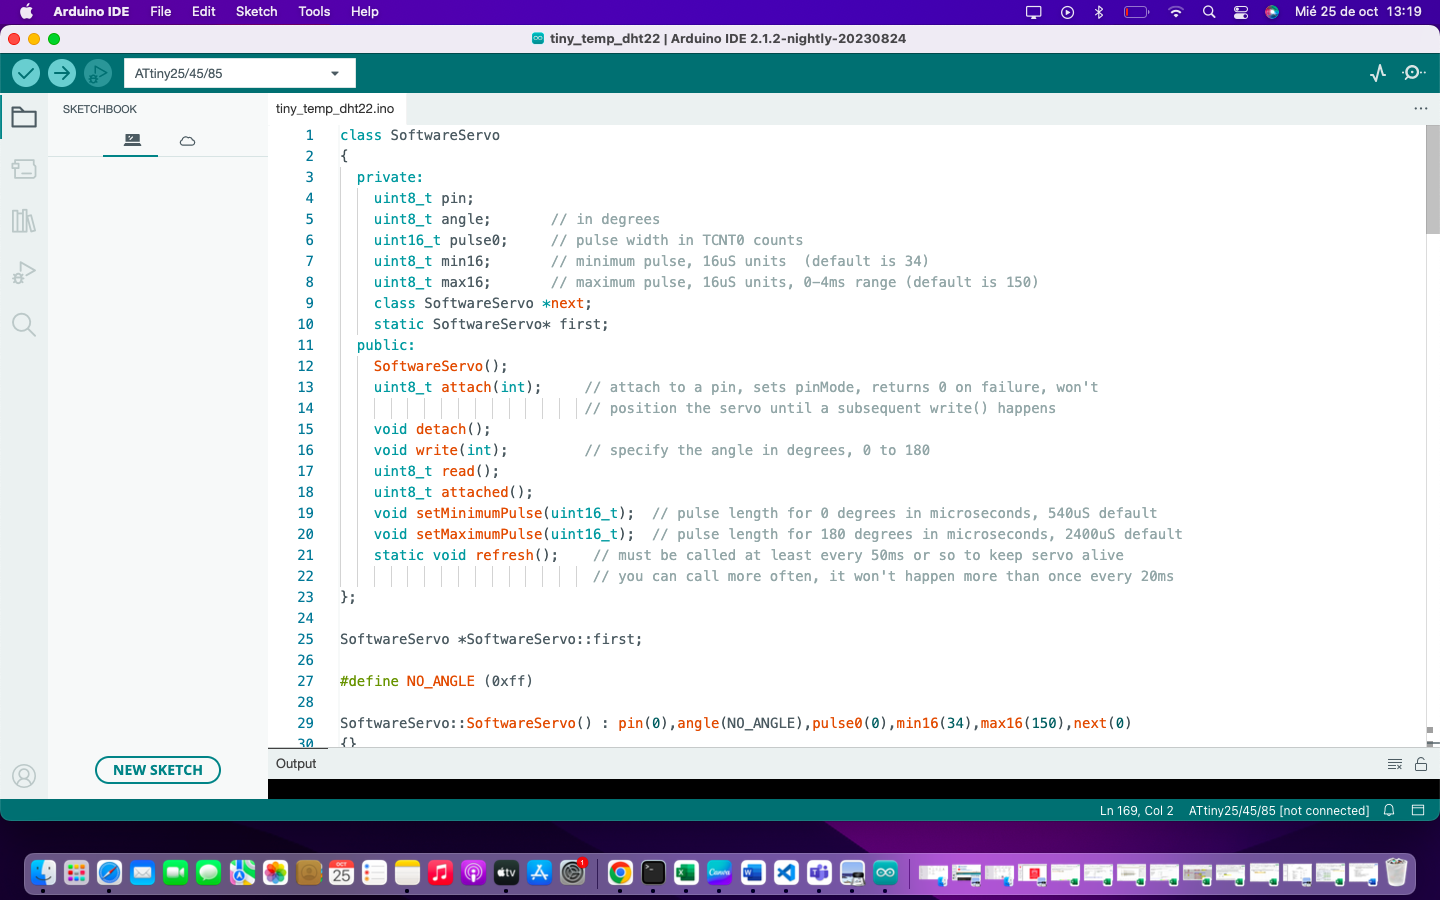 Arduino IDE File Edit Sketch Tools Help Mié 25 de oct 13:19
tiny_temp_dht22 | Arduino IDE 2.1.2-nightly-20230824
ATtiny25/45/85
SKETCHBOOK
tiny_temp_dht22.ino
1 class SoftwareServo
2 {
3 private:
4 uint8_t pin;
5 uint8_t angle; // in degrees
6 uint16_t pulse0; // pulse width in TCNT0 counts
7 uint8_t min16; // minimum pulse, 16uS units (default is 34)
8 uint8_t max16; // maximum pulse, 16uS units, 0-4ms range (default is 150)
9 class SoftwareServo *next;
10 static SoftwareServo* first;
11 public:
12 SoftwareServo();
13 uint8_t attach(int); // attach to a pin, sets pinMode, returns 0 on failure, won't
14 // position the servo until a subsequent write() happens
15 void detach();
16 void write(int); // specify the angle in degrees, 0 to 180
17 uint8_t read();
18 uint8_t attached();
19 void setMinimumPulse(uint16_t); // pulse length for 0 degrees in microseconds, 540uS default
20 void setMaximumPulse(uint16_t); // pulse length for 180 degrees in microseconds, 2400uS default
21 static void refresh(); // must be called at least every 50ms or so to keep servo alive
22 // you can call more often, it won't happen more than once every 20ms
23 };
24
25 SoftwareServo *SoftwareServo::first;
26
27 #define NO_ANGLE (0xff)
28
29 SoftwareServo::SoftwareServo() : pin(0),angle(NO_ANGLE),pulse0(0),min16(34),max16(150),next(0)
30 {}
NEW SKETCH
Output
Ln 169, Col 2 ATtiny25/45/85 [not connected]
OCT
25
tv
1
Canva